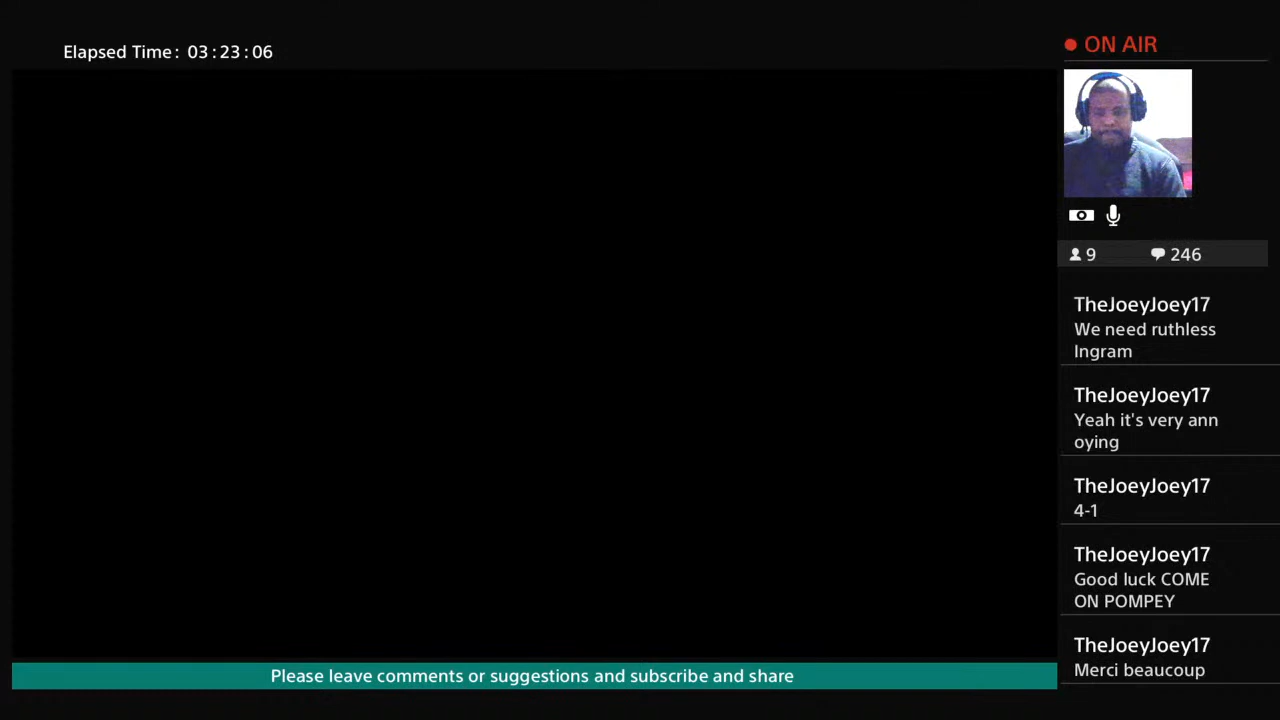 Elapsed Time: 03:23:06
ON AIR
9
246
TheJoeyJoey17
We need ruthless
Ingram
TheJoeyJoey17
Yeah it's very ann
oying
TheJoeyJoey17
4-1
TheJoeyJoey17
Good luck COME
ON POMPEY
TheJoeyJoey17
Merci beaucoup
Please leave comments or suggestions and subscribe and share